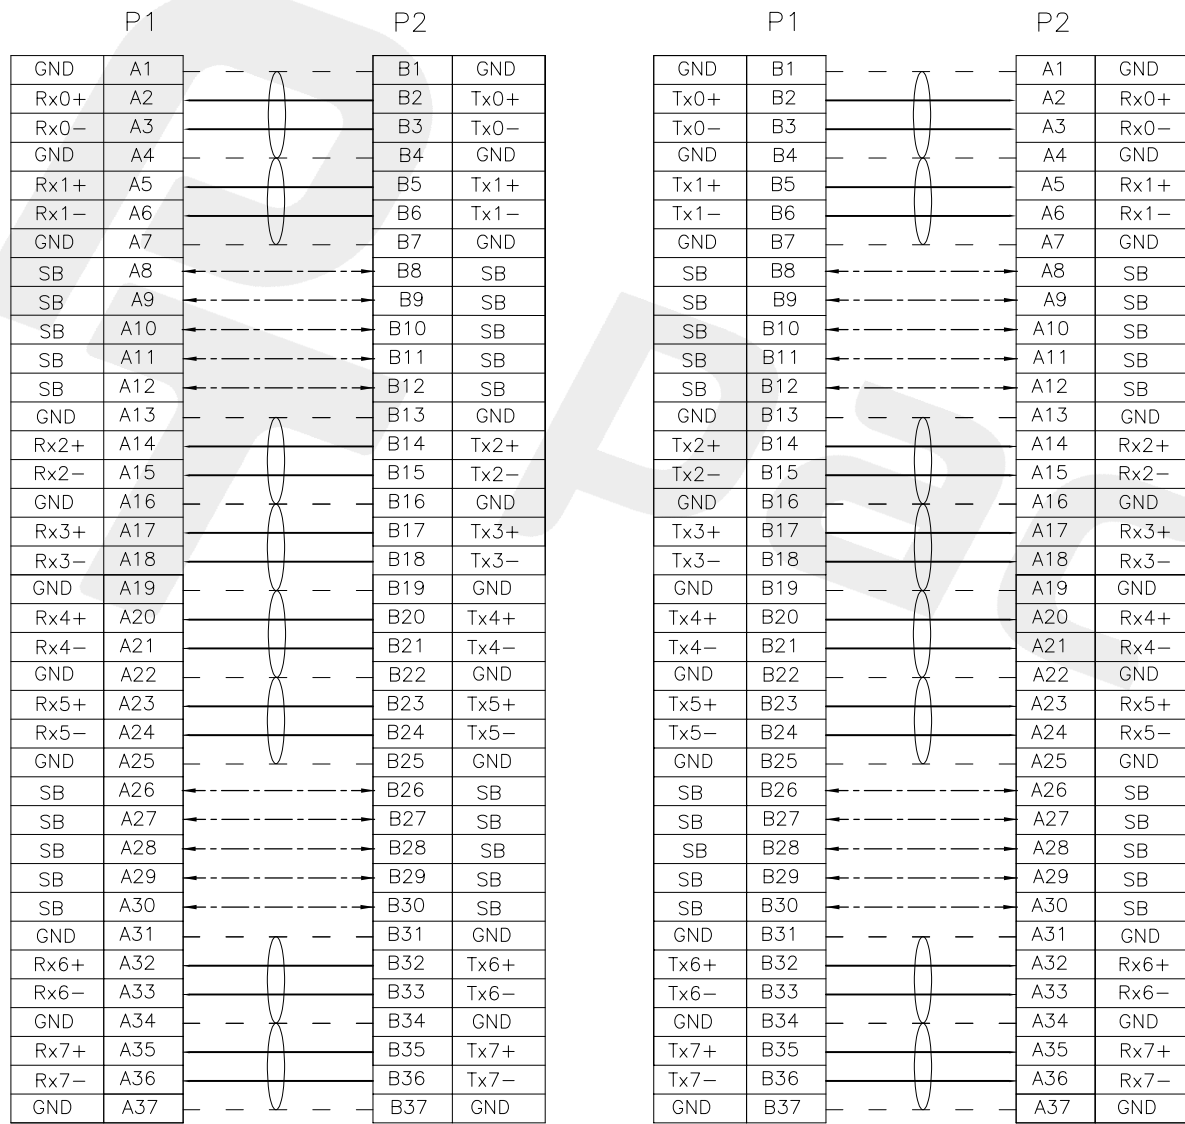 P1 P2 P1 P2
GND A1 B1 GND GND B1 A1 GND
Rx0+ A2 B2 Tx0+ Tx0+ B2 A2 Rx0+
Rx0- A3 B3 Tx0- Tx0- B3 A3 Rx0-
GND A4 B4 GND GND B4 A4 GND
Rx1+ A5 B5 Tx1+ Tx1+ B5 A5 Rx1+
Rx1- A6 B6 Tx1- Tx1- B6 A6 Rx1-
GND A7 B7 GND GND B7 A7 GND
SB A8 B8 SB SB B8 A8 SB
SB A9 B9 SB SB B9 A9 SB
SB A10 B10 SB SB B10 A10 SB
SB A11 B11 SB SB B11 A11 SB
SB A12 B12 SB SB B12 A12 SB
GND A13 B13 GND GND B13 A13 GND
Rx2+ A14 B14 Tx2+ Tx2+ B14 A14 Rx2+
Rx2- A15 B15 Tx2- Tx2- B15 A15 Rx2-
GND A16 B16 GND GND B16 A16 GND
Rx3+ A17 B17 Tx3+ Tx3+ B17 A17 Rx3+
Rx3- A18 B18 Tx3- Tx3- B18 A18 Rx3-
GND A19 B19 GND GND B19 A19 GND
Rx4+ A20 B20 Tx4+ Tx4+ B20 A20 Rx4+
Rx4- A21 B21 Tx4- Tx4- B21 A21 Rx4-
GND A22 B22 GND GND B22 A22 GND
Rx5+ A23 B23 Tx5+ Tx5+ B23 A23 Rx5+
Rx5- A24 B24 Tx5- Tx5- B24 A24 Rx5-
GND A25 B25 GND GND B25 A25 GND
SB A26 B26 SB SB B26 A26 SB
SB A27 B27 SB SB B27 A27 SB
SB A28 B28 SB SB B28 A28 SB
SB A29 B29 SB SB B29 A29 SB
SB A30 B30 SB SB B30 A30 SB
GND A31 B31 GND GND B31 A31 GND
Rx6+ A32 B32 Tx6+ Tx6+ B32 A32 Rx6+
Rx6- A33 B33 Tx6- Tx6- B33 A33 Rx6-
GND A34 B34 GND GND B34 A34 GND
Rx7+ A35 B35 Tx7+ Tx7+ B35 A35 Rx7+
Rx7- A36 B36 Tx7- Tx7- B36 A36 Rx7-
GND A37 B37 GND GND B37 A37 GND